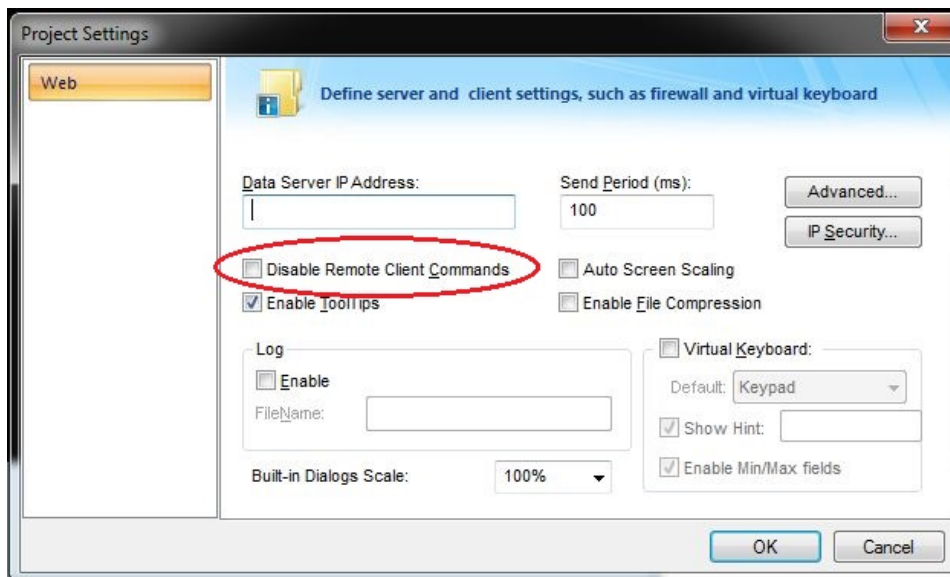 Project Settings
Web
Define server and client settings, such as firewall and virtual keyboard
Data Server IP Address:
Send Period (ms):
100
Advanced...
IP Security...
Disable Remote Client Commands
Auto Screen Scaling
Enable ToolTips
Enable File Compression
Log
Enable
FileName:
Virtual Keyboard:
Default: Keypad
Show Hint:
Enable Min/Max fields
Built-in Dialogs Scale: 100%
OK
Cancel